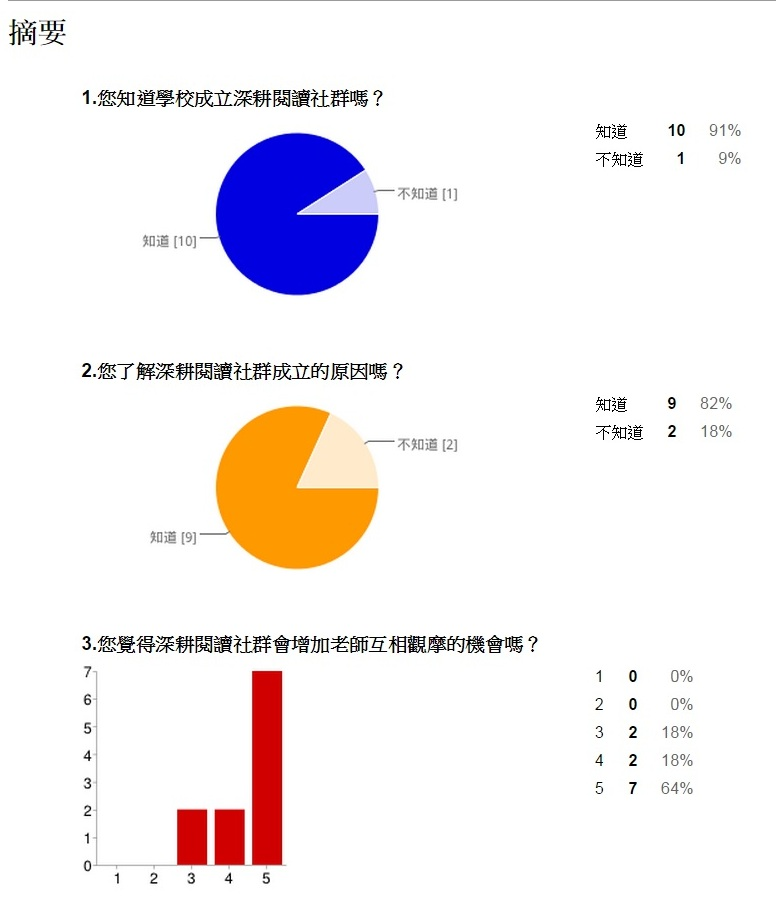 摘要
1.您知道學校成立深耕閱讀社群嗎？
知道 10 91%
不知道 1 9%
不知道 [1]
知道 [10]
2.您了解深耕閱讀社群成立的原因嗎？
知道 9 82%
不知道 2 18%
不知道 [2]
知道 [9]
3.您覺得深耕閱讀社群會增加老師互相觀摩的機會嗎？
7
6
5
4
3
2
1
0
1 2 3 4 5
1 0 0%
2 0 0%
3 2 18%
4 2 18%
5 7 64%